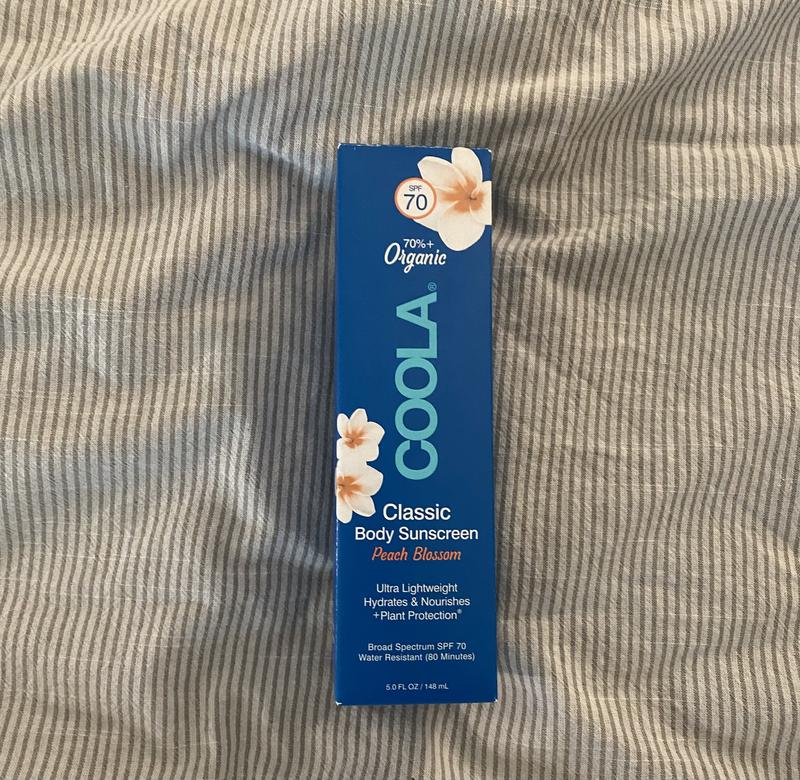 SPF
70
70%+
Organic
COOLA®
Classic
Body Sunscreen
Peach Blossom
Ultra Lightweight
Hydrates & Nourishes
+Plant Protection®
Broad Spectrum SPF 70
Water Resistant (80 Minutes)
5.0 FL OZ / 148 mL